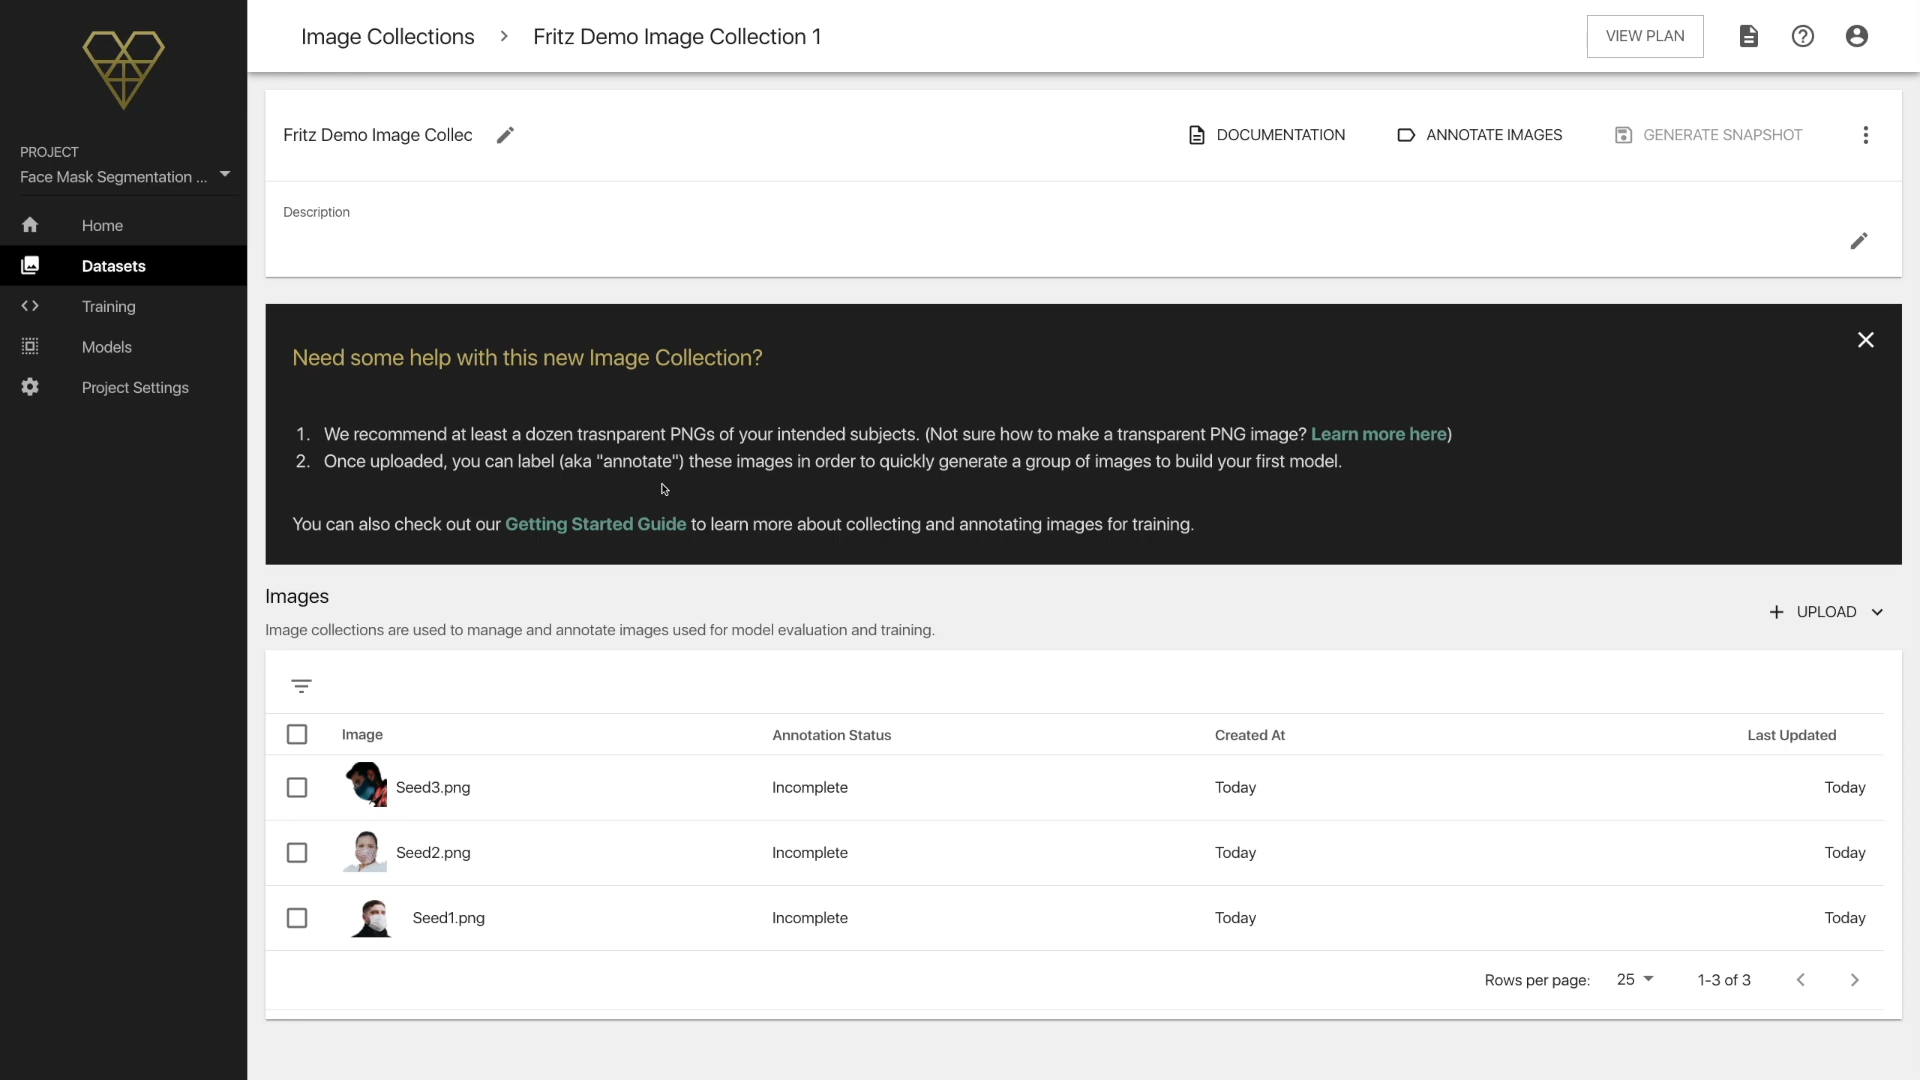 Image Collections > Fritz Demo Image Collection 1
VIEW PLAN
PROJECT
Face Mask Segmentation ...
Home
Datasets
Training
Models
Project Settings
Fritz Demo Image Collec
DOCUMENTATION
ANNOTATE IMAGES
GENERATE SNAPSHOT
Description
Need some help with this new Image Collection?
1. We recommend at least a dozen trasnparent PNGs of your intended subjects. (Not sure how to make a transparent PNG image? Learn more here)
2. Once uploaded, you can label (aka "annotate") these images in order to quickly generate a group of images to build your first model.
You can also check out our Getting Started Guide to learn more about collecting and annotating images for training.
Images
Image collections are used to manage and annotate images used for model evaluation and training.
+ UPLOAD
Image Annotation Status Created At Last Updated
Seed3.png Incomplete Today Today
Seed2.png Incomplete Today Today
Seed1.png Incomplete Today Today
Rows per page: 25 1-3 of 3